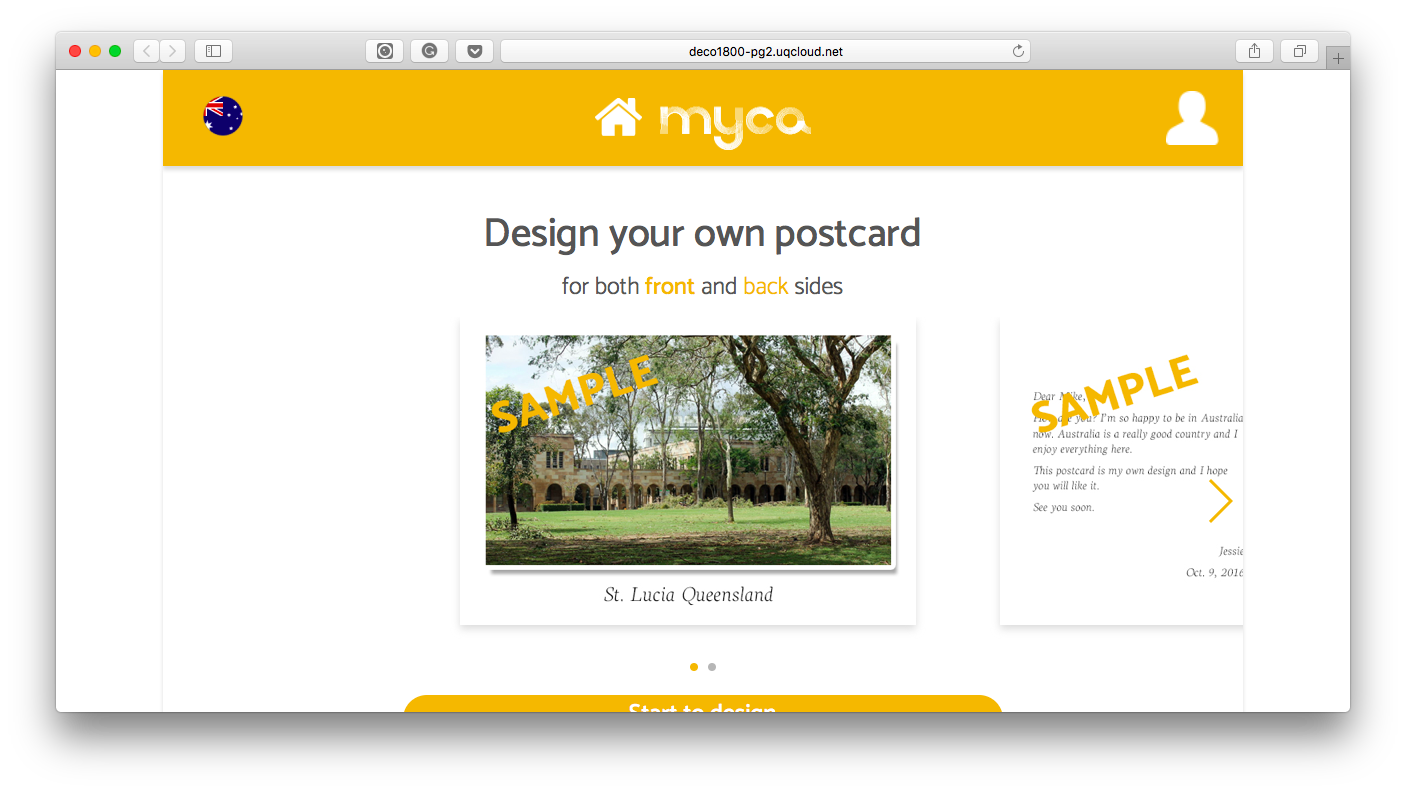 deco1800-pg2.uqcloud.net
myca
Design your own postcard
for both front and back sides
SAMPLE
St. Lucia Queensland
SAMPLE
Dear Mike,
How are you? I'm so happy to be in Australia
now. Australia is a really good country and I
enjoy everything here.
This postcard is my own design and I hope
you will like it.
See you soon.
Jessie
Oct. 9, 2016
Start to design